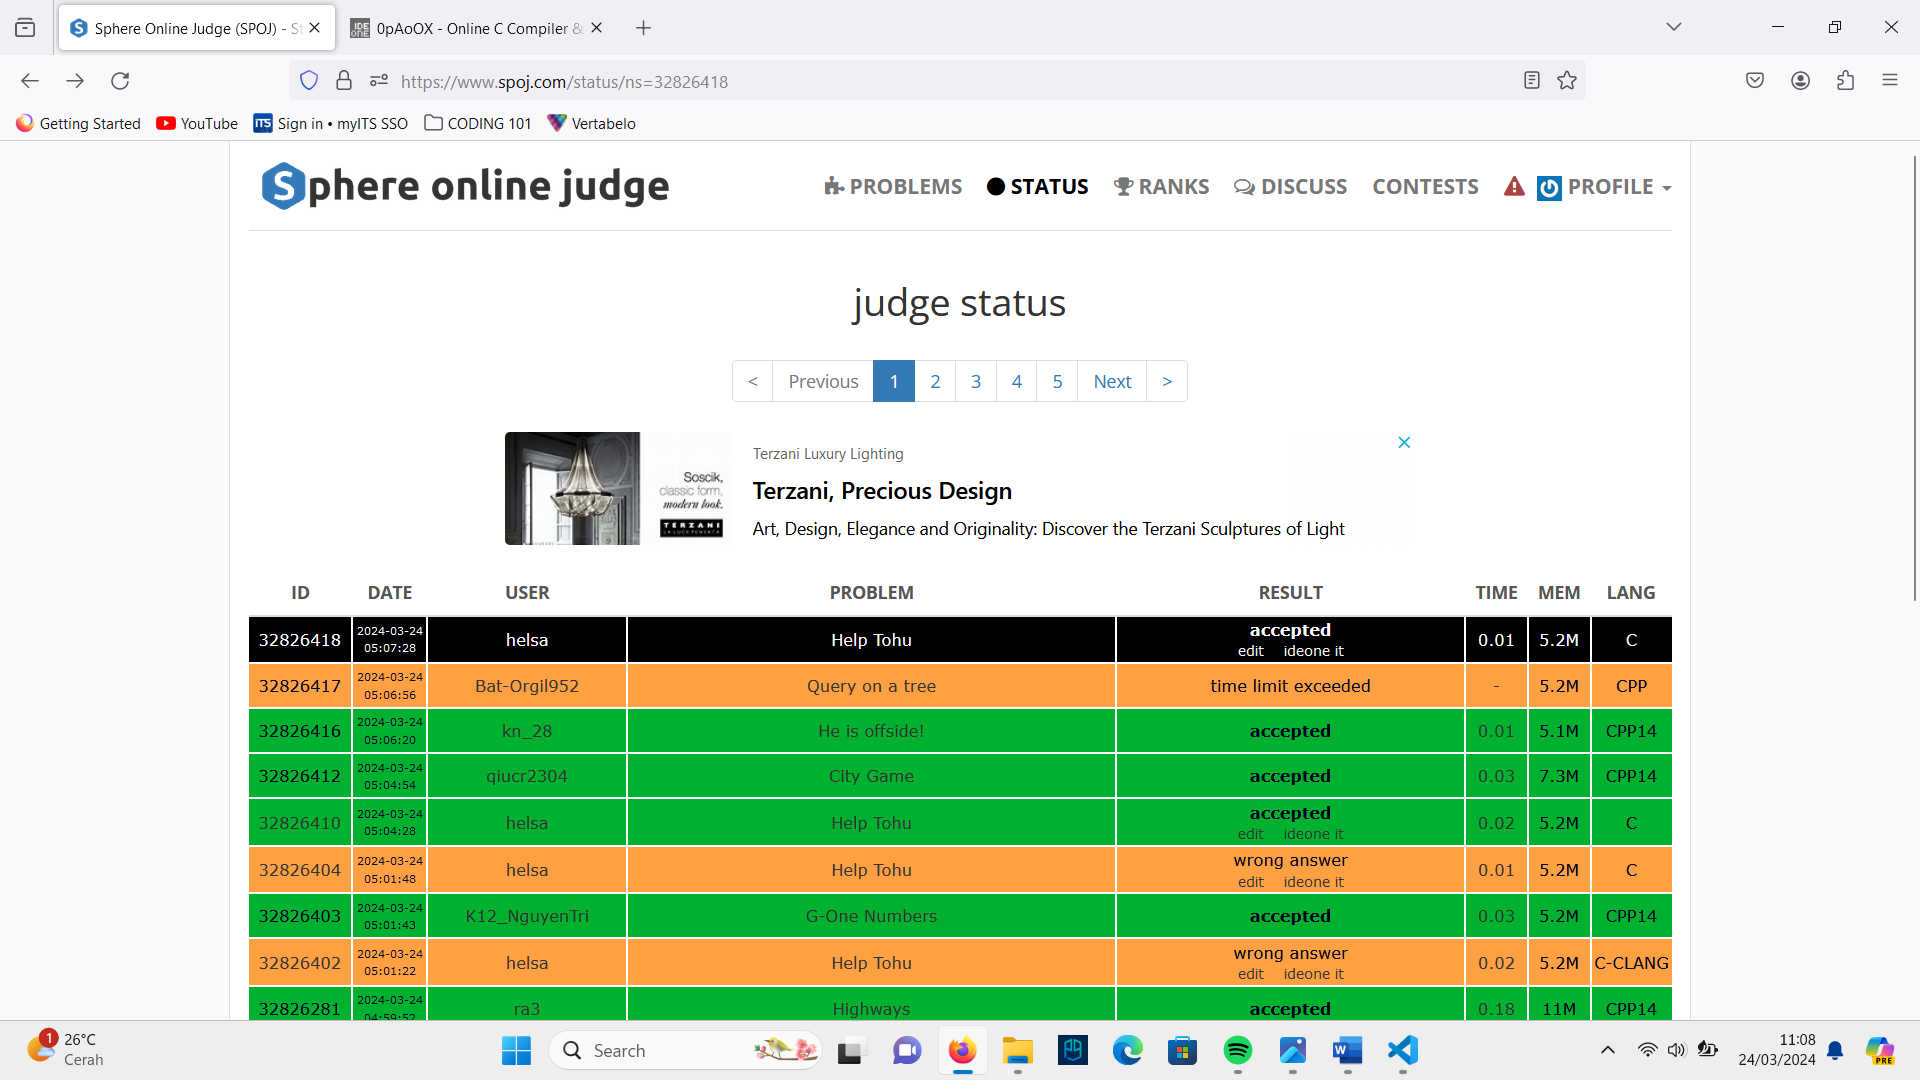 Sphere Online Judge (SPOJ) - St
0pAoOX - Online C Compiler &
https://www.spoj.com/status/ns=32826418
Getting Started YouTube Sign in • myITS SSO CODING 101 Vertabelo
Sphere online judge
PROBLEMS STATUS RANKS DISCUSS CONTESTS PROFILE
judge status
< Previous 1 2 3 4 5 Next >
Soscik,
classic form,
modern look.
TERZANI
Terzani Luxury Lighting
Terzani, Precious Design
Art, Design, Elegance and Originality: Discover the Terzani Sculptures of Light
ID DATE USER PROBLEM RESULT TIME MEM LANG
32826418 2024-03-24 05:07:28 helsa Help Tohu accepted edit ideone it 0.01 5.2M C
32826417 2024-03-24 05:06:56 Bat-Orgil952 Query on a tree time limit exceeded - 5.2M CPP
32826416 2024-03-24 05:06:20 kn_28 He is offside! accepted 0.01 5.1M CPP14
32826412 2024-03-24 05:04:54 qiucr2304 City Game accepted 0.03 7.3M CPP14
32826410 2024-03-24 05:04:28 helsa Help Tohu accepted edit ideone it 0.02 5.2M C
32826404 2024-03-24 05:01:48 helsa Help Tohu wrong answer edit ideone it 0.01 5.2M C
32826403 2024-03-24 05:01:43 K12_NguyenTri G-One Numbers accepted 0.03 5.2M CPP14
32826402 2024-03-24 05:01:22 helsa Help Tohu wrong answer edit ideone it 0.02 5.2M C-CLANG
32826281 2024-03-24 04:59:52 ra3 Highways accepted 0.18 11M CPP14
1
26°C
Cerah
Search
11:08
24/03/2024
PRE